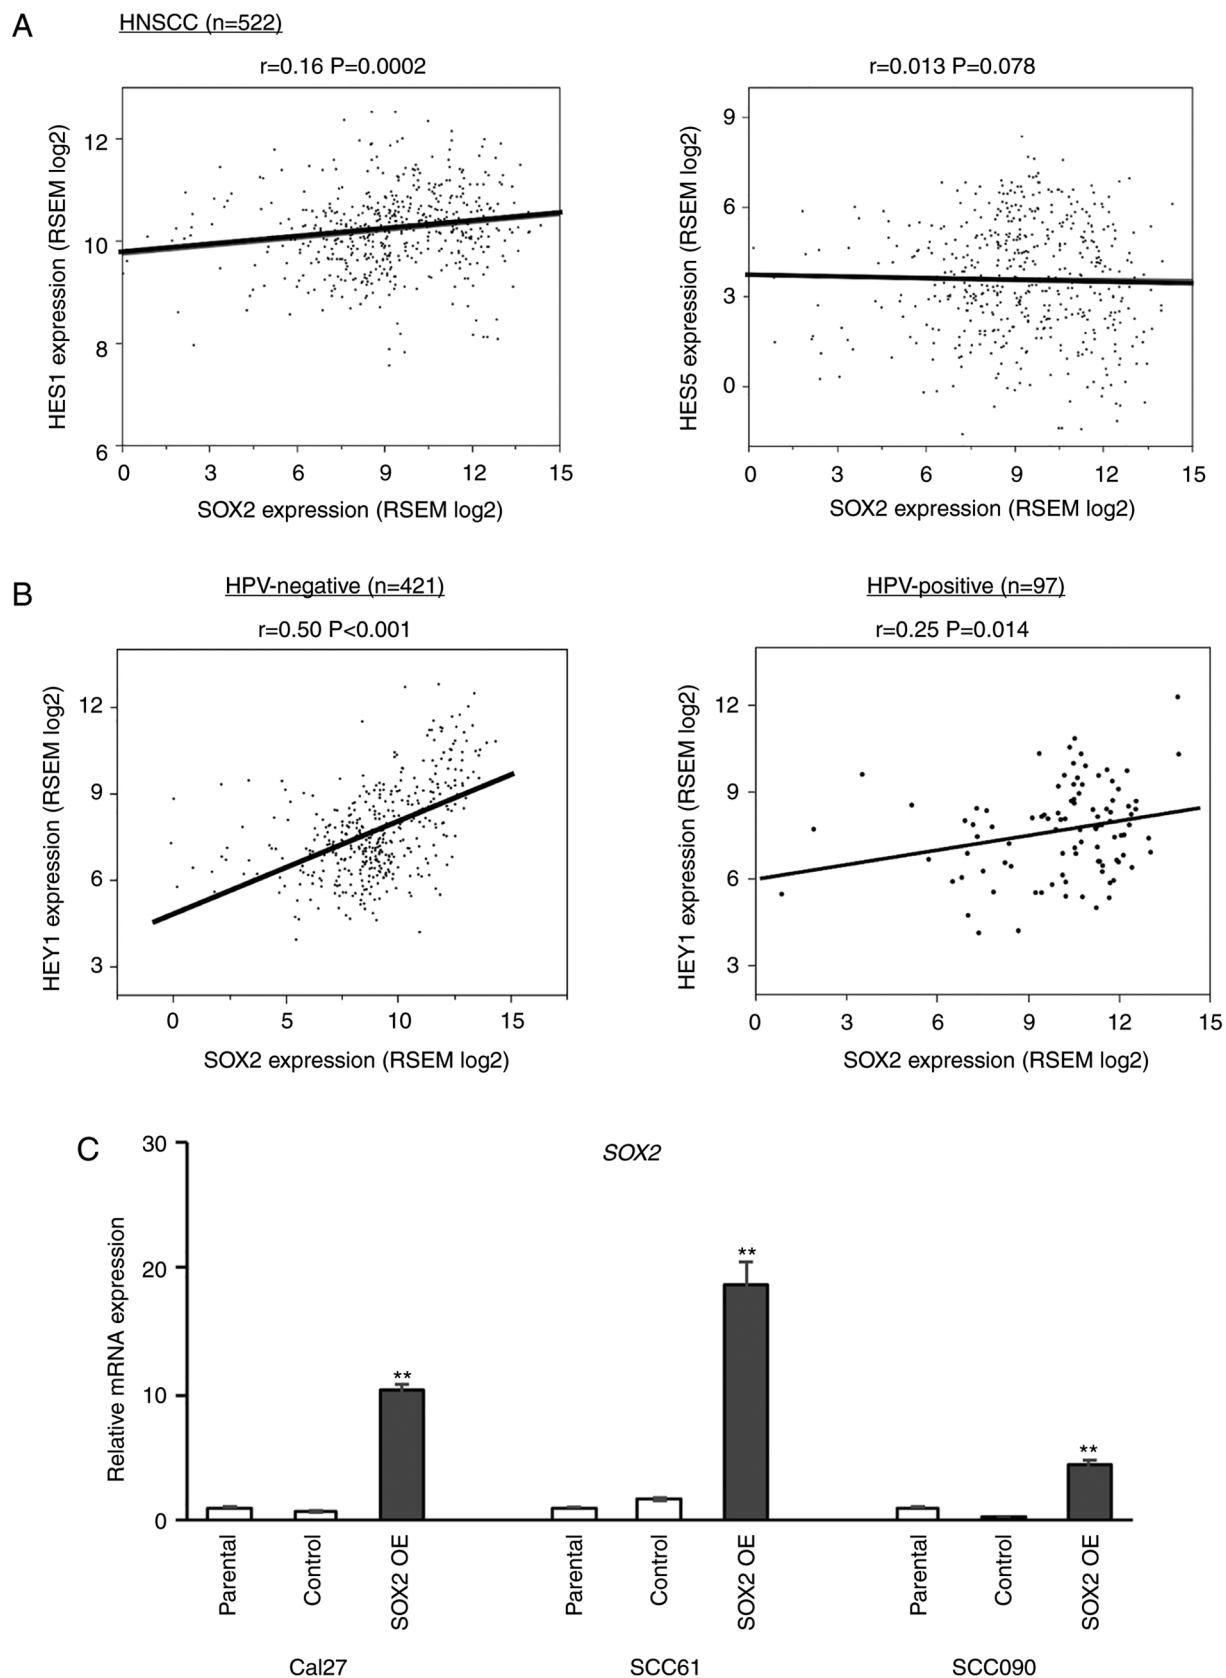 A
HNSCC (n=522)
r=0.16 P=0.0002
HES1 expression (RSEM log2)
12
10
8
6
0 3 6 9 12 15
SOX2 expression (RSEM log2)
r=0.013 P=0.078
HES5 expression (RSEM log2)
9
6
3
0
0 3 6 9 12 15
SOX2 expression (RSEM log2)
B
HPV-negative (n=421)
r=0.50 P<0.001
HEY1 expression (RSEM log2)
12
9
6
3
0 5 10 15
SOX2 expression (RSEM log2)
HPV-positive (n=97)
r=0.25 P=0.014
HEY1 expression (RSEM log2)
12
9
6
3
0 3 6 9 12 15
SOX2 expression (RSEM log2)
C
SOX2
Relative mRNA expression
30
20
10
0
**
**
**
Parental
Control
SOX2 OE
Parental
Control
SOX2 OE
Parental
Control
SOX2 OE
Cal27 SCC61 SCC090